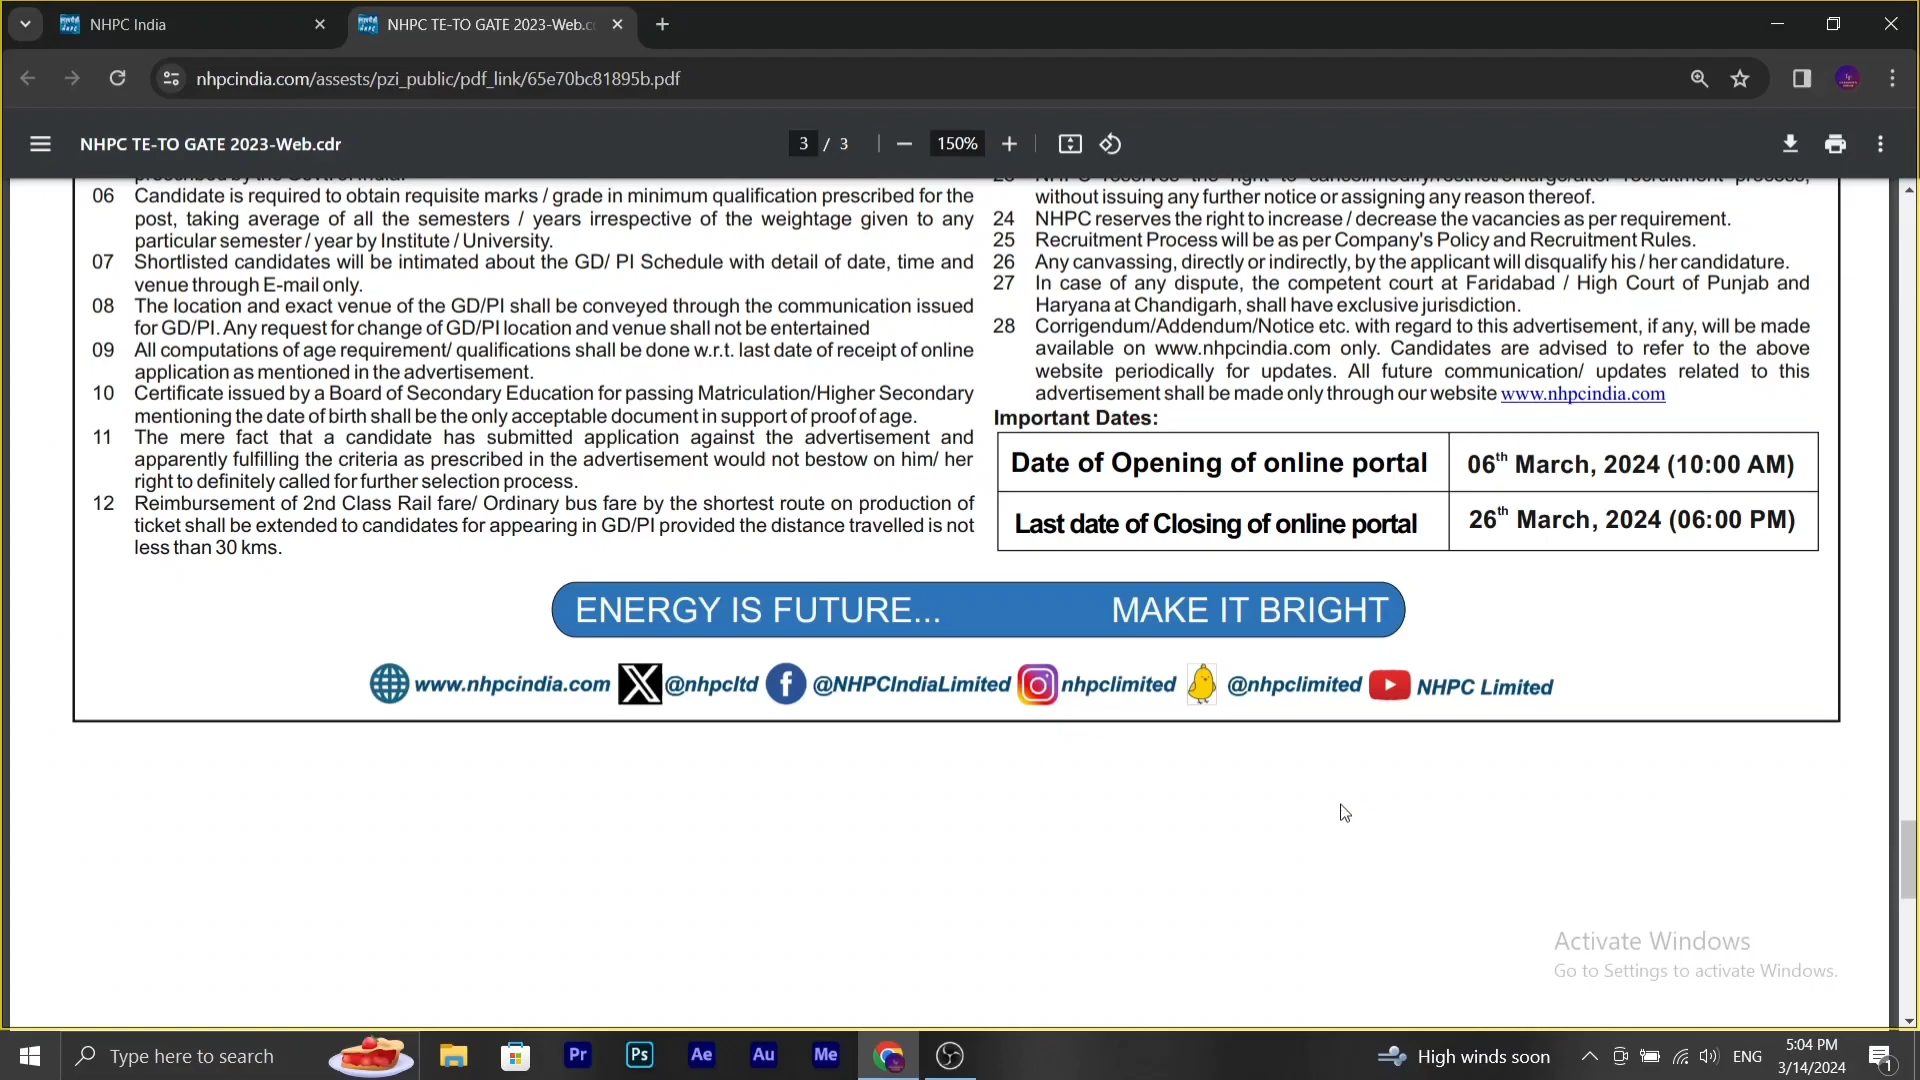 NHPC India
NHPC TE-TO GATE 2023-Web.c
nhpcindia.com/assests/pzi_public/pdf_link/65e70bc81895b.pdf
NHPC TE-TO GATE 2023-Web.cdr
3 / 3
150%
06 Candidate is required to obtain requisite marks / grade in minimum qualification prescribed for the
post, taking average of all the semesters / years irrespective of the weightage given to any
particular semester / year by Institute / University.
07 Shortlisted candidates will be intimated about the GD/ PI Schedule with detail of date, time and
venue through E-mail only.
08 The location and exact venue of the GD/PI shall be conveyed through the communication issued
for GD/PI. Any request for change of GD/PI location and venue shall not be entertained
09 All computations of age requirement/ qualifications shall be done w.r.t. last date of receipt of online
application as mentioned in the advertisement.
10 Certificate issued by a Board of Secondary Education for passing Matriculation/Higher Secondary
mentioning the date of birth shall be the only acceptable document in support of proof of age.
11 The mere fact that a candidate has submitted application against the advertisement and
apparently fulfilling the criteria as prescribed in the advertisement would not bestow on him/ her
right to definitely called for further selection process.
12 Reimbursement of 2nd Class Rail fare/ Ordinary bus fare by the shortest route on production of
ticket shall be extended to candidates for appearing in GD/PI provided the distance travelled is not
less than 30 kms.
without issuing any further notice or assigning any reason thereof.
24 NHPC reserves the right to increase / decrease the vacancies as per requirement.
25 Recruitment Process will be as per Company's Policy and Recruitment Rules.
26 Any canvassing, directly or indirectly, by the applicant will disqualify his / her candidature.
27 In case of any dispute, the competent court at Faridabad / High Court of Punjab and
Haryana at Chandigarh, shall have exclusive jurisdiction.
28 Corrigendum/Addendum/Notice etc. with regard to this advertisement, if any, will be made
available on www.nhpcindia.com only. Candidates are advised to refer to the above
website periodically for updates. All future communication/ updates related to this
advertisement shall be made only through our website www.nhpcindia.com
Important Dates:
Date of Opening of online portal 06th March, 2024 (10:00 AM)
Last date of Closing of online portal 26th March, 2024 (06:00 PM)
ENERGY IS FUTURE... MAKE IT BRIGHT
www.nhpcindia.com @nhpcltd @NHPCIndiaLimited nhpclimited @nhpclimited NHPC Limited
Activate Windows
Go to Settings to activate Windows.
Type here to search
Pr Ps Ae Au Me
High winds soon
ENG
5:04 PM
3/14/2024
1